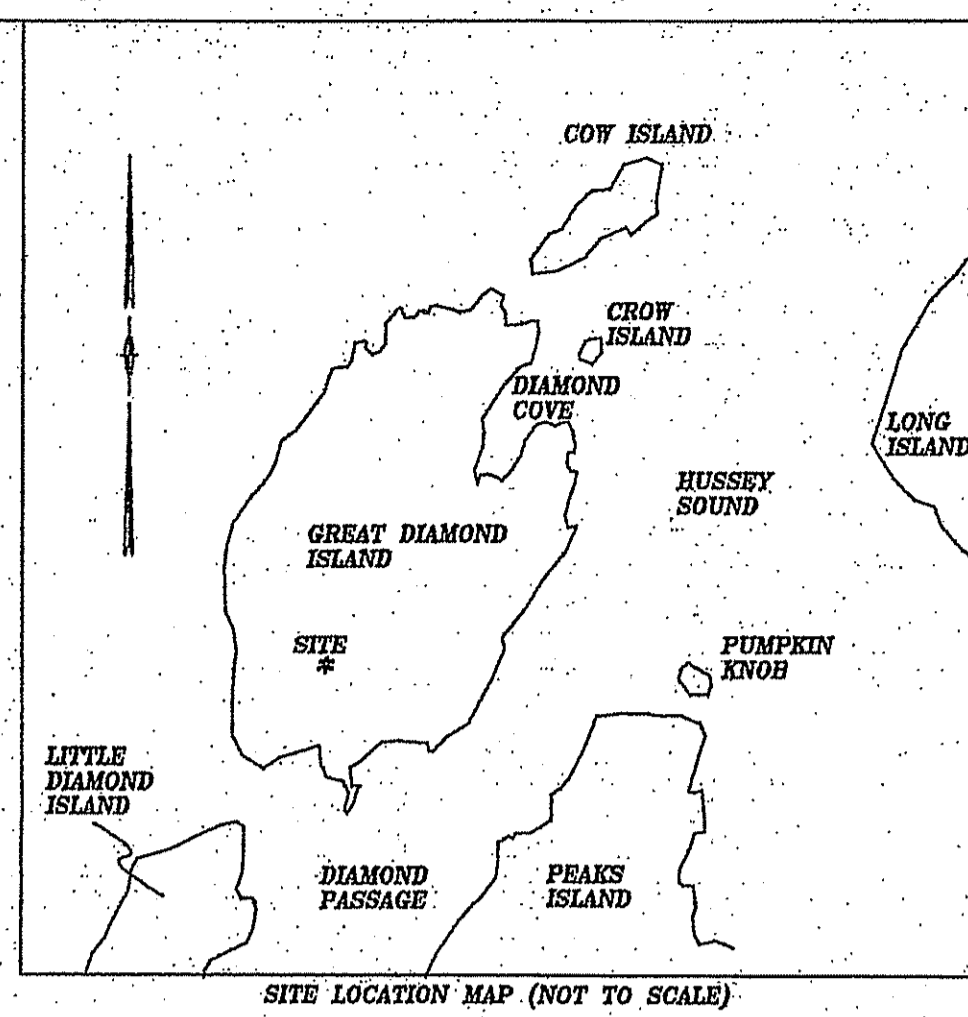 COW ISLAND
CROW
ISLAND
DIAMOND
COVE
LONG
ISLAND
HUSSEY
SOUND
GREAT DIAMOND
ISLAND
SITE
*
PUMPKIN
KNOB
LITTLE
DIAMOND
ISLAND
DIAMOND
PASSAGE
PEAKS
ISLAND
SITE LOCATION MAP (NOT TO SCALE)